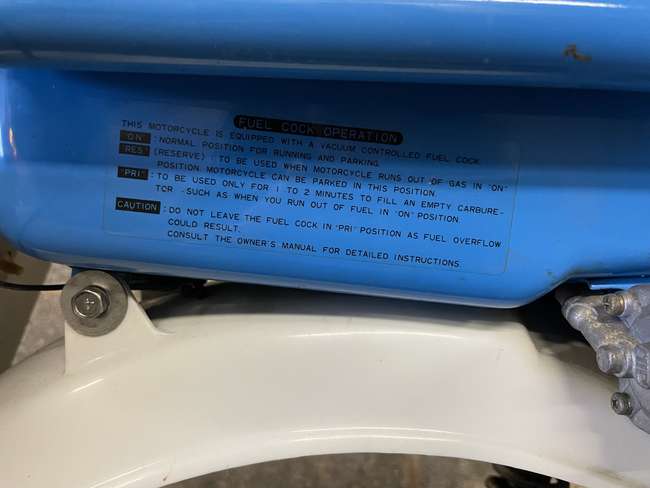 FUEL COCK OPERATION
THIS MOTORCYCLE IS EQUIPPED WITH A VACUUM CONTROLLED FUEL COCK.
"ON" : NORMAL POSITION FOR RUNNING AND PARKING.
"RES" (RESERVE) : TO BE USED WHEN MOTORCYCLE RUNS OUT OF GAS IN "ON"
POSITION. MOTORCYCLE CAN BE PARKED IN THIS POSITION.
"PRI" : TO BE USED ONLY FOR 1 TO 2 MINUTES TO FILL AN EMPTY CARBURE-
TOR - SUCH AS WHEN YOU RUN OUT OF FUEL IN "ON" POSITION.
CAUTION : DO NOT LEAVE THE FUEL COCK IN "PRI" POSITION AS FUEL OVERFLOW
COULD RESULT.
CONSULT THE OWNER'S MANUAL FOR DETAILED INSTRUCTIONS.